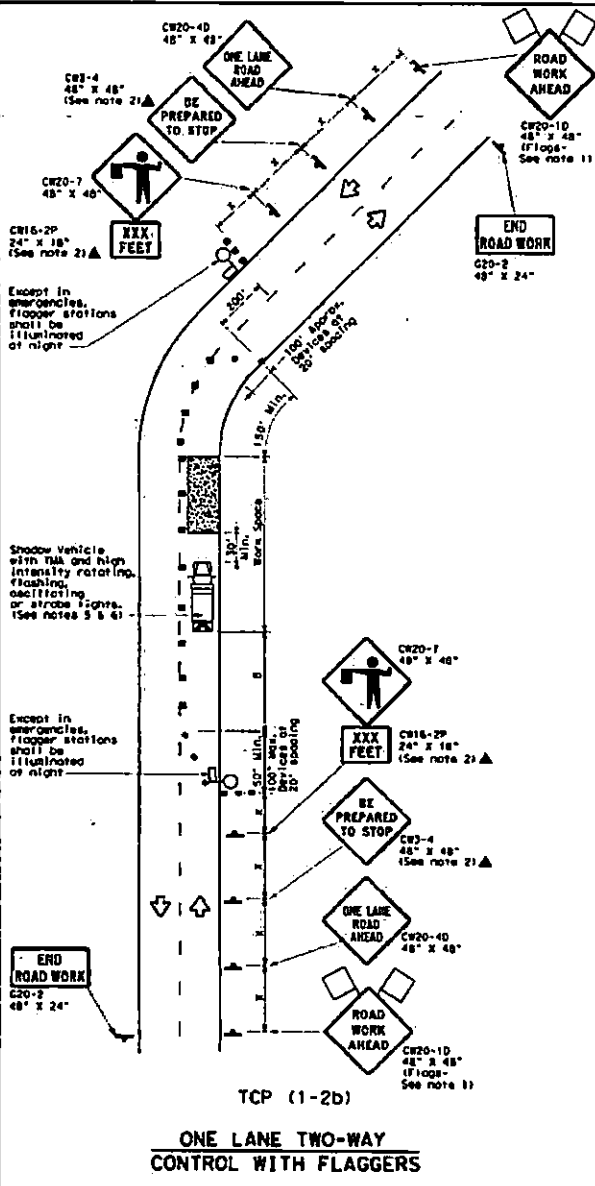 CW20-4D
48" X 48"
ONE LANE
ROAD
AHEAD
ROAD
WORK
AHEAD
CW20-1D
48" X 48"
(Flags-
See note 1)
CW3-4
48" X 48"
(See note 2)▲
BE
PREPARED
TO STOP
CW20-7
48" X 48"
XXX
FEET
CW16-2P
24" X 18"
(See note 2)▲
END
ROAD WORK
G20-2
48" X 24"
Except in
emergencies,
flagger stations
shall be
illuminated
at night
200'
100' Approx.
Devices at
20' spacing
150' Min.
Work Space
30'
Min.
Shadow Vehicle
with TMA and high
intensity rotating,
flashing,
oscillating
or strobe lights.
(See notes 5 & 6)
B
CW20-7
48" X 48"
XXX
FEET
CW16-2P
24" X 18"
(See note 2)▲
Except in
emergencies,
flagger stations
shall be
illuminated
at night
50' Min.
100' Max.
Devices at
20' spacing
X
X
X
X
X
X
X
BE
PREPARED
TO STOP
CW3-4
48" X 48"
(See note 2)▲
ONE LANE
ROAD
AHEAD
CW20-4D
48" X 48"
END
ROAD WORK
G20-2
48" X 24"
ROAD
WORK
AHEAD
CW20-1D
48" X 48"
(Flags-
See note 1)
TCP (1-2b)
ONE LANE TWO-WAY
CONTROL WITH FLAGGERS